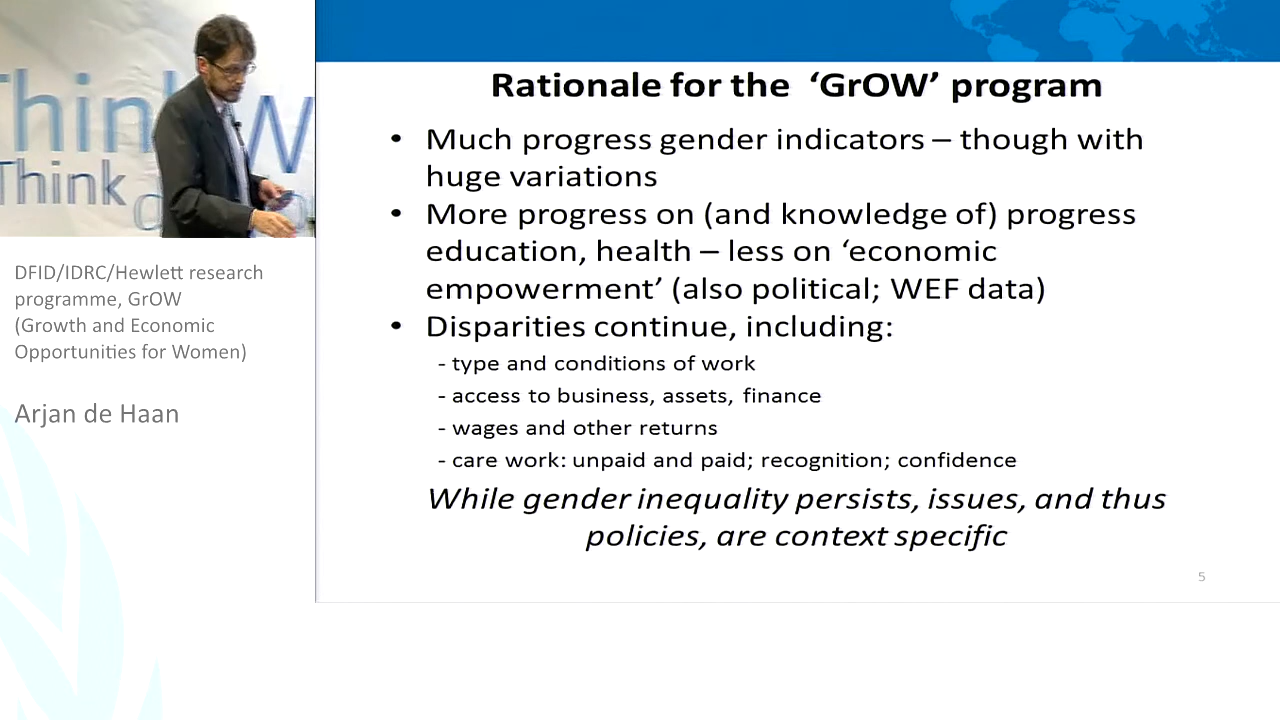 Think
W
Think
DFID/IDRC/Hewlett research
programme, GrOW
(Growth and Economic
Opportunities for Women)
Arjan de Haan
Rationale for the ‘GrOW’ program
• Much progress gender indicators – though with
huge variations
• More progress on (and knowledge of) progress
education, health – less on ‘economic
empowerment’ (also political; WEF data)
• Disparities continue, including:
- type and conditions of work
- access to business, assets, finance
- wages and other returns
- care work: unpaid and paid; recognition; confidence
While gender inequality persists, issues, and thus
policies, are context specific
5